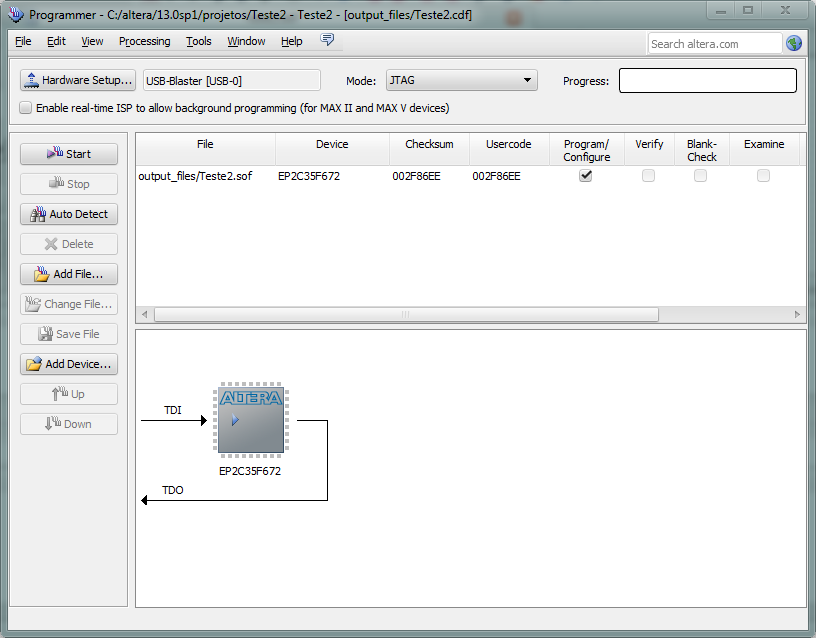 Programmer - C:/altera/13.0sp1/projetos/Teste2 - Teste2 - [output_files/Teste2.cdf]
File Edit View Processing Tools Window Help
Search altera.com
Hardware Setup... USB-Blaster [USB-0] Mode: JTAG Progress:
Enable real-time ISP to allow background programming (for MAX II and MAX V devices)
Start
Stop
Auto Detect
Delete
Add File...
Change File...
Save File
Add Device...
Up
Down
File Device Checksum Usercode Program/ Verify Blank- Examine
Configure Check
output_files/Teste2.sof EP2C35F672 002F86EE 002F86EE
ALTERA
TDI
EP2C35F672
TDO